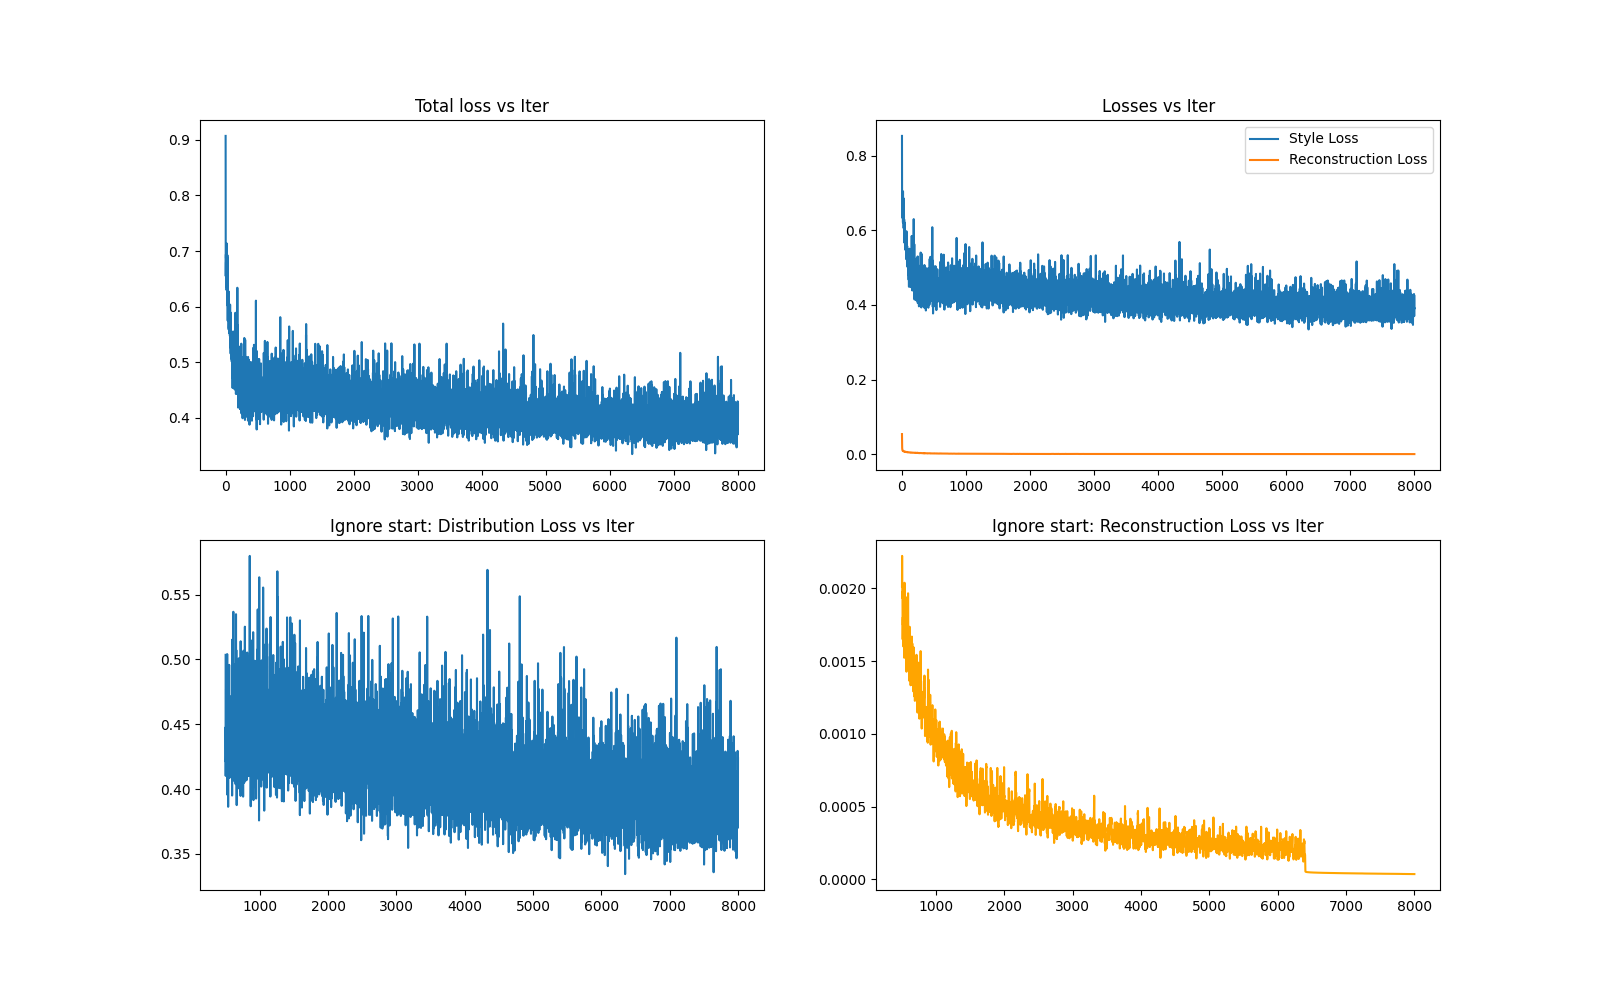 Total loss vs Iter
0.9
0.8
0.7
0.6
0.5
0.4
0 1000 2000 3000 4000 5000 6000 7000 8000
Losses vs Iter
Style Loss
Reconstruction Loss
0.8
0.6
0.4
0.2
0.0
0 1000 2000 3000 4000 5000 6000 7000 8000
Ignore start: Distribution Loss vs Iter
0.55
0.50
0.45
0.40
0.35
1000 2000 3000 4000 5000 6000 7000 8000
Ignore start: Reconstruction Loss vs Iter
0.0020
0.0015
0.0010
0.0005
0.0000
1000 2000 3000 4000 5000 6000 7000 8000